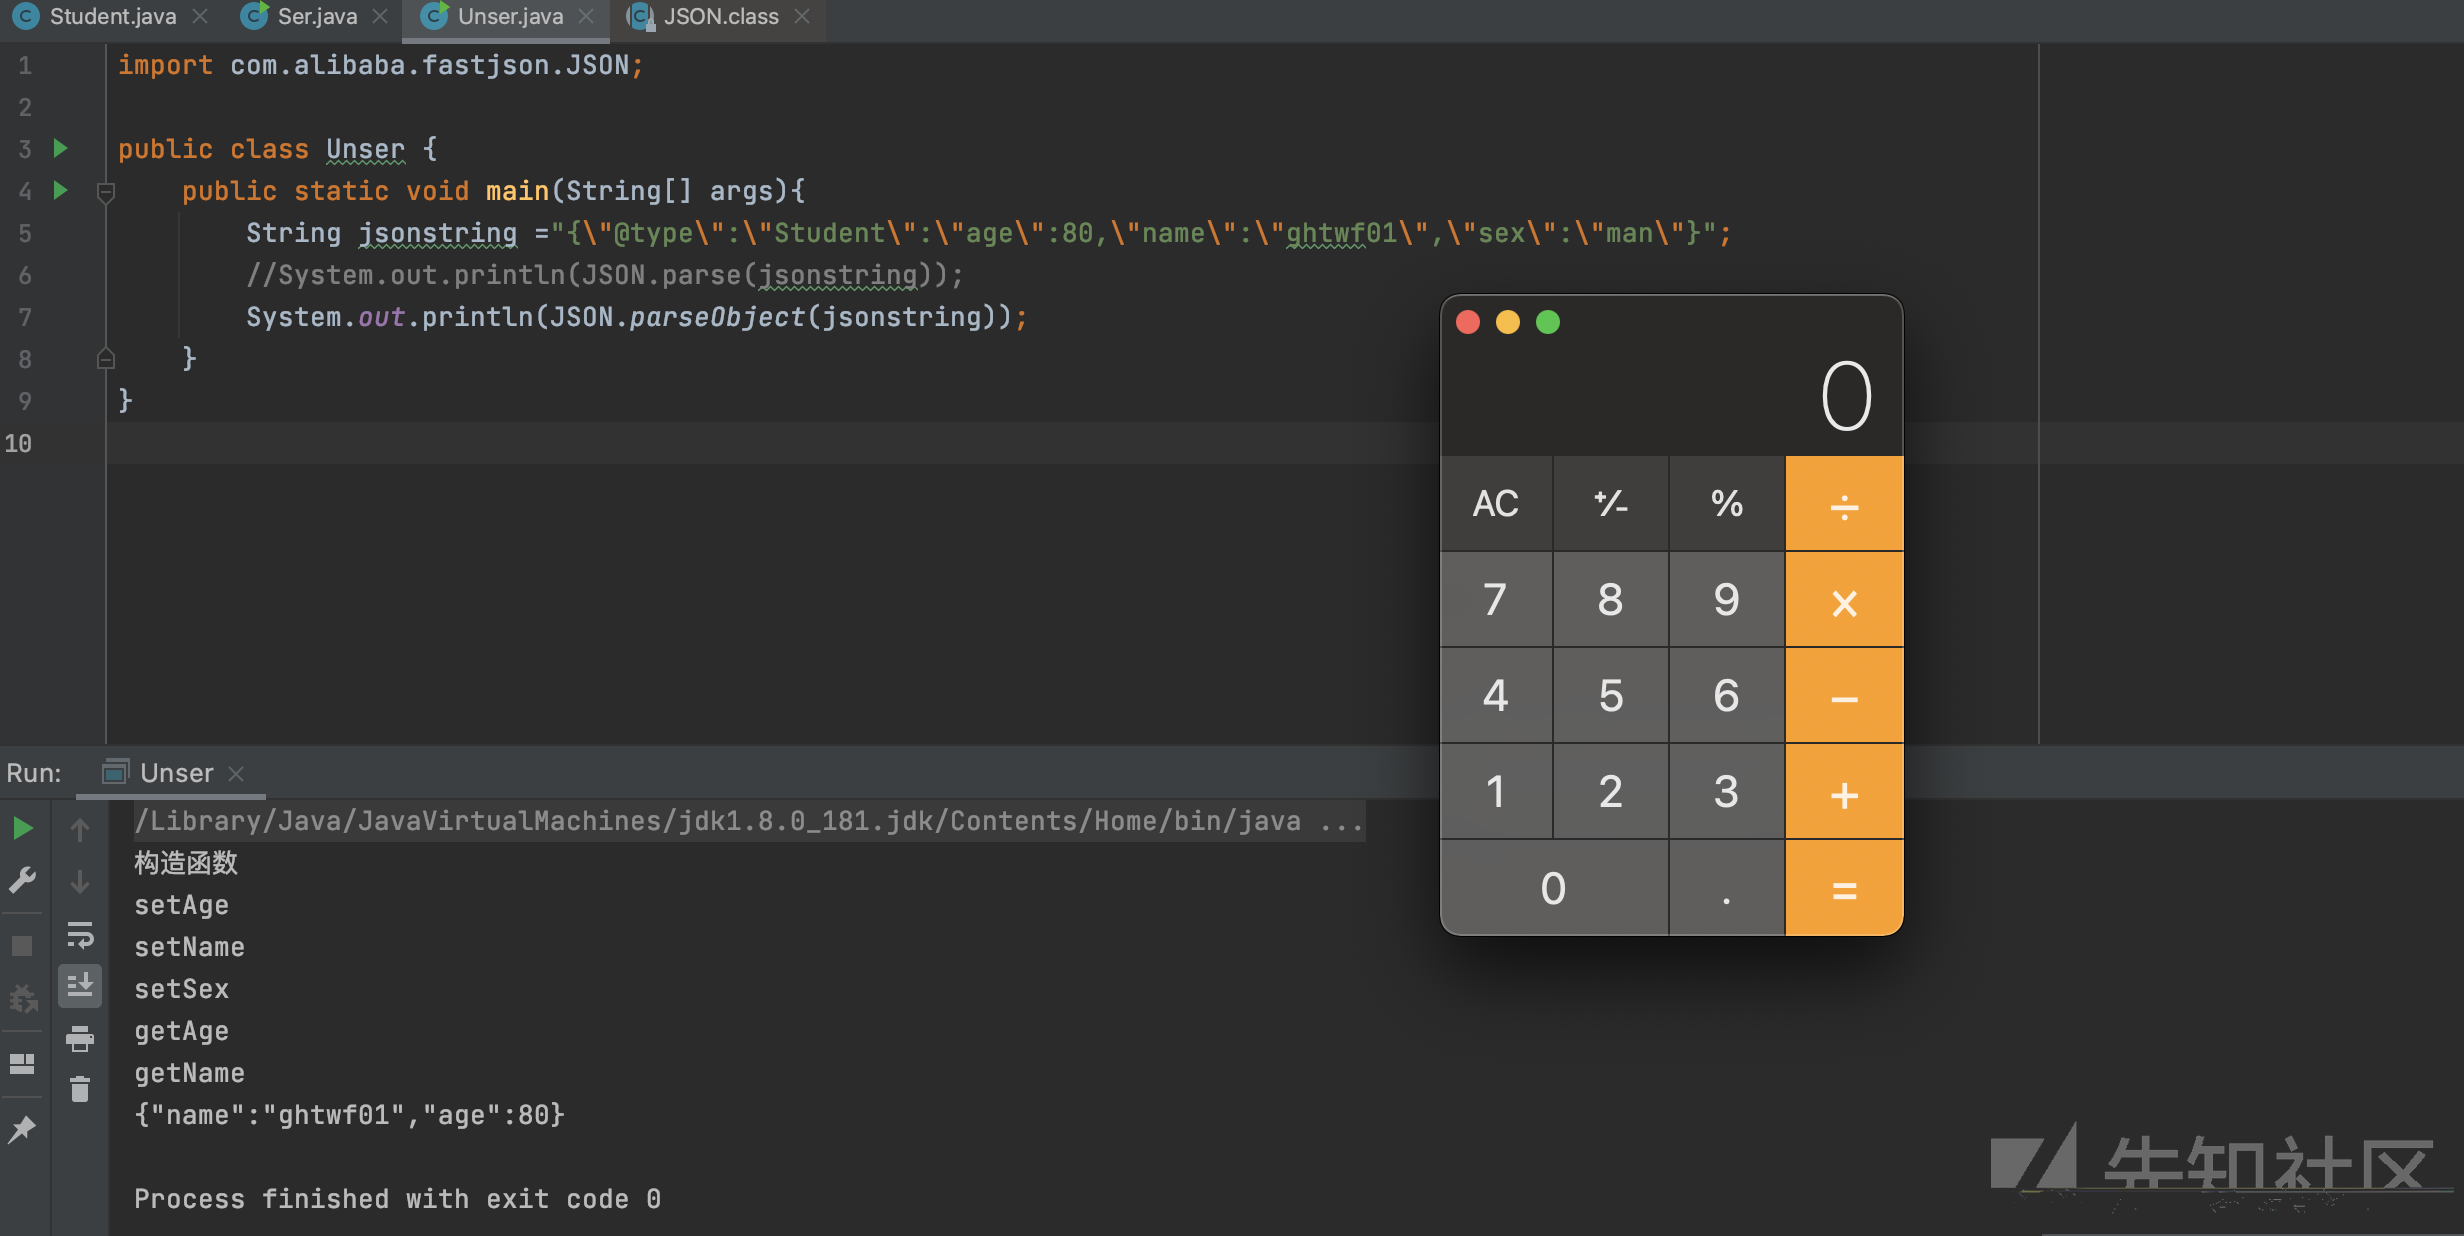 Student.java
Ser.java
Unser.java
JSON.class
1 import com.alibaba.fastjson.JSON;
2
3 public class Unser {
4 public static void main(String[] args){
5 String jsonstring ="{\"@type\":\"Student\":\"age\":80,\"name\":\"ghtwf01\",\"sex\":\"man\"}";
6 //System.out.println(JSON.parse(jsonstring));
7 System.out.println(JSON.parseObject(jsonstring));
8 }
9 }
10
0
AC ⁺∕₋ % ÷
7 8 9 ×
4 5 6 −
1 2 3 +
0 . =
Run: Unser
/Library/Java/JavaVirtualMachines/jdk1.8.0_181.jdk/Contents/Home/bin/java ...
构造函数
setAge
setName
setSex
getAge
getName
{"name":"ghtwf01","age":80}
Process finished with exit code 0
先知社区